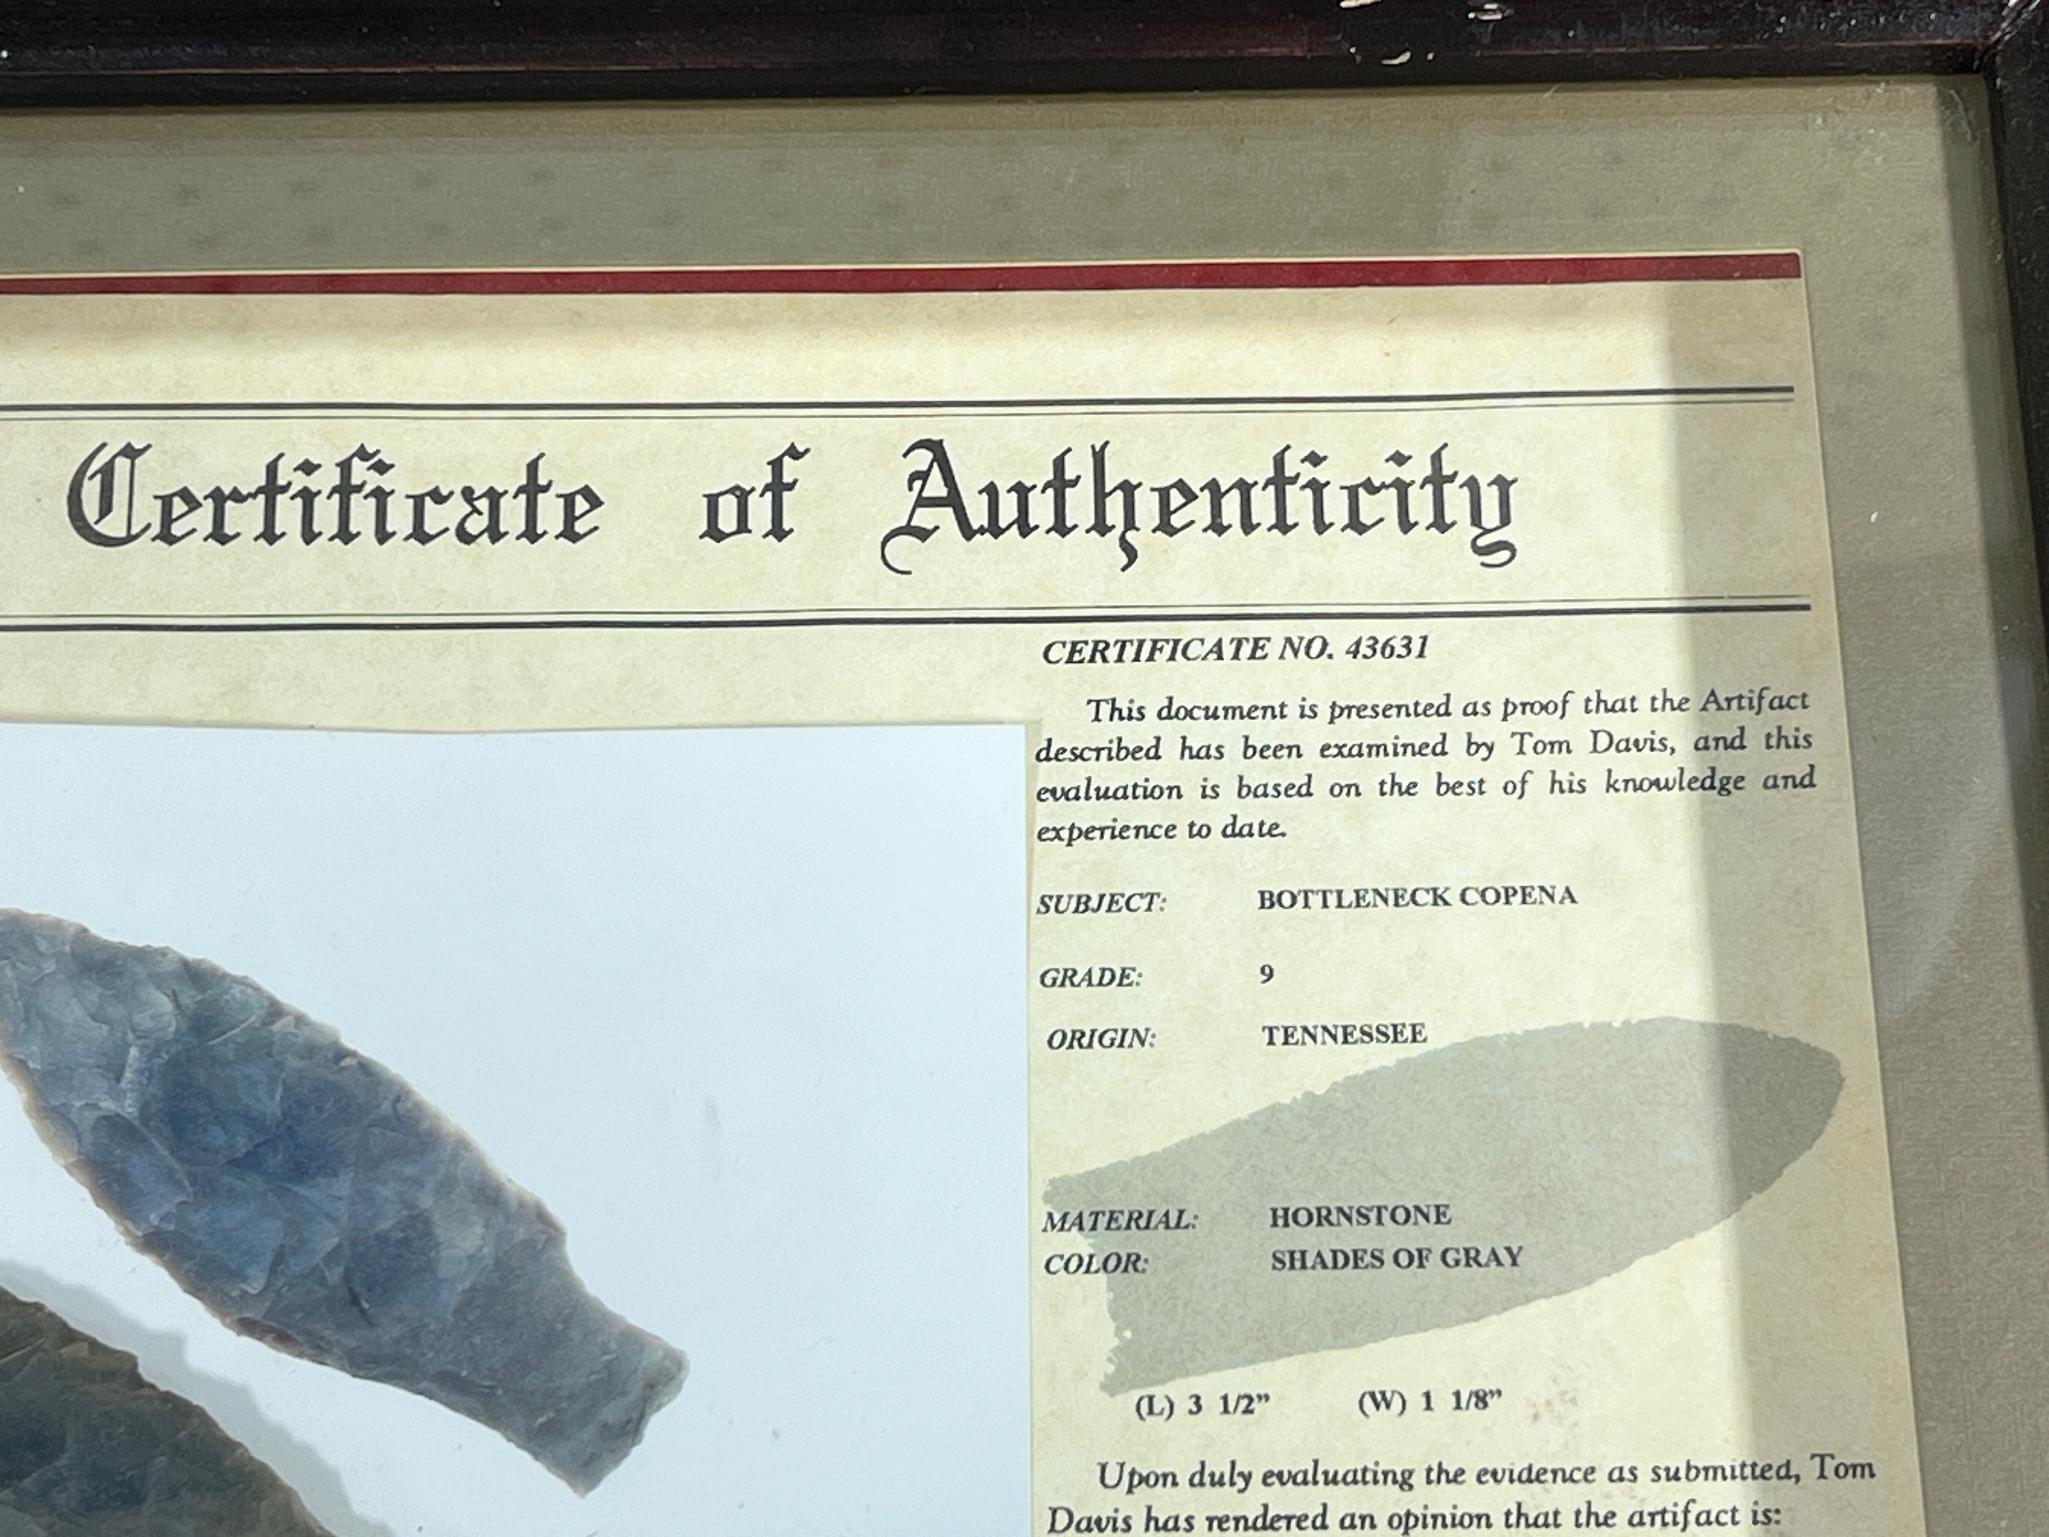 Certificate of Authenticity
CERTIFICATE NO. 43631
This document is presented as proof that the Artifact
described has been examined by Tom Davis, and this
evaluation is based on the best of his knowledge and
experience to date.
SUBJECT: BOTTLENECK COPENA
GRADE: 9
ORIGIN: TENNESSEE
MATERIAL: HORNSTONE
COLOR: SHADES OF GRAY
(L) 3 1/2” (W) 1 1/8”
Upon duly evaluating the evidence as submitted, Tom
Davis has rendered an opinion that the artifact is: